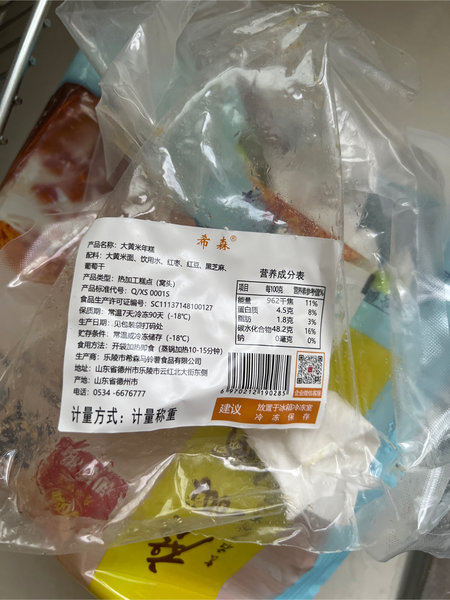 希森®
产品名称：大黄米年糕
配料：大黄米面、饮用水、红枣、红豆、黑芝麻、
葡萄干
产品类型：热加工糕点（窝头）
产品标准代号：Q/XS 0001S
食品生产许可证编号：SC11137148100127
保质期：常温7天冷冻90天（-18℃）
生产日期：见包装袋打码处
贮存条件：常温或冷冻储存（-18℃）
食用方法：开袋加热即食（蒸锅加热10-15分钟）
生产商：乐陵市希森马铃薯食品有限公司
地址：山东省德州市乐陵市云红北大街东侧
产地：山东省德州市
电话：0534 -6676777
计量方式：计量称重
营养成分表
项目 每100克 营养素参考值%
能量 962千焦 11%
蛋白质 4.5克 8%
脂肪 1.8克 3%
碳水化合物 48.2克 16%
钠 0毫克 0%
6970212190285
企业微信客服
建议 放置于冰箱冷冻室
冷冻保存